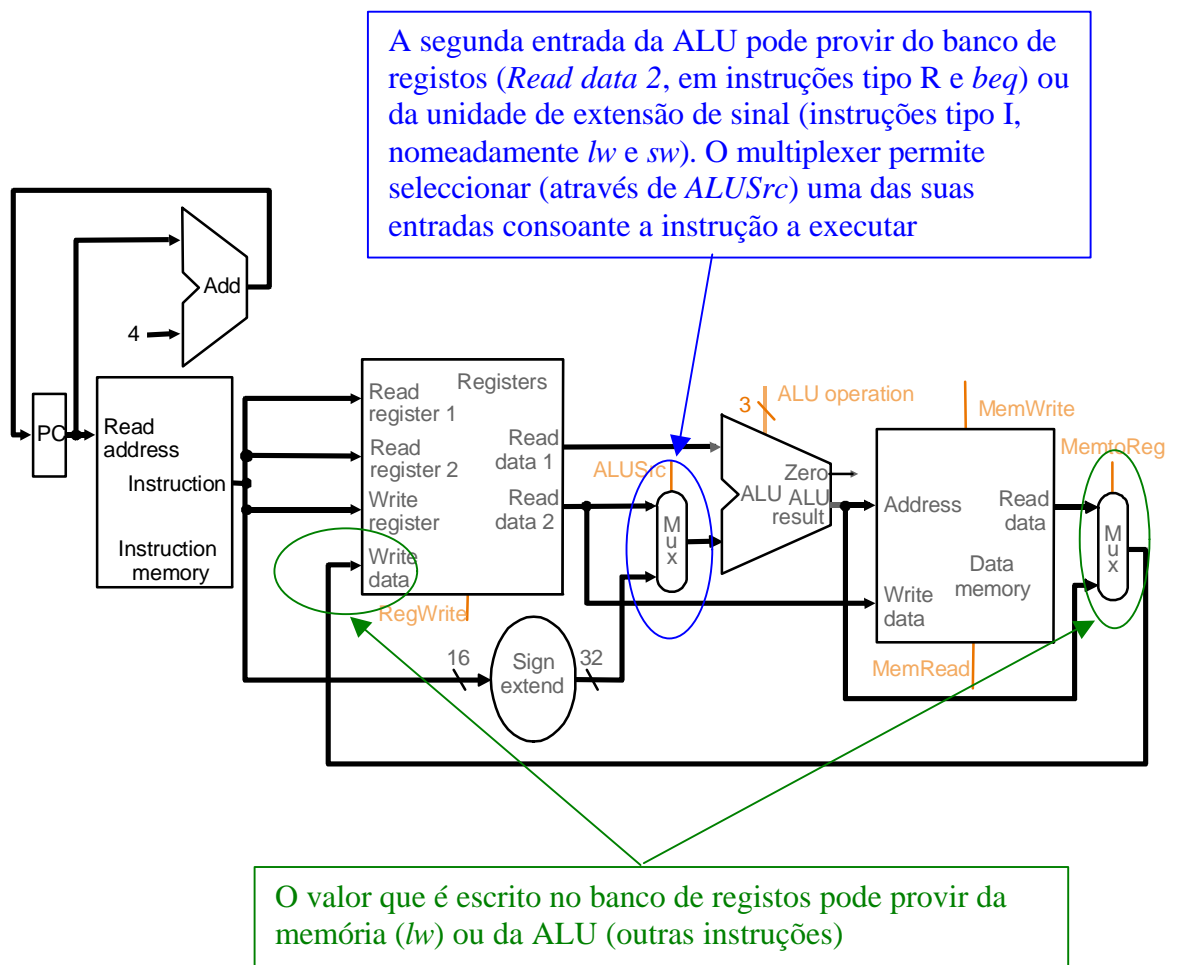 A segunda entrada da ALU pode provir do banco de
registos (Read data 2, em instruções tipo R e beq) ou
da unidade de extensão de sinal (instruções tipo I,
nomeadamente lw e sw). O multiplexer permite
seleccionar (através de ALUSrc) uma das suas
entradas consoante a instrução a executar
Add
4
PC
Read
address
Instruction
Instruction
memory
Registers
Read
register 1
Read
register 2
Write
register
Write
data
Read
data 1
Read
data 2
RegWrite
16
Sign
extend
32
ALUSrc
M
u
x
3
ALU operation
Zero
ALU
ALU
result
MemWrite
Address
Read
data
Data
memory
Write
data
MemRead
MemtoReg
M
u
x
O valor que é escrito no banco de registos pode provir da
memória (lw) ou da ALU (outras instruções)